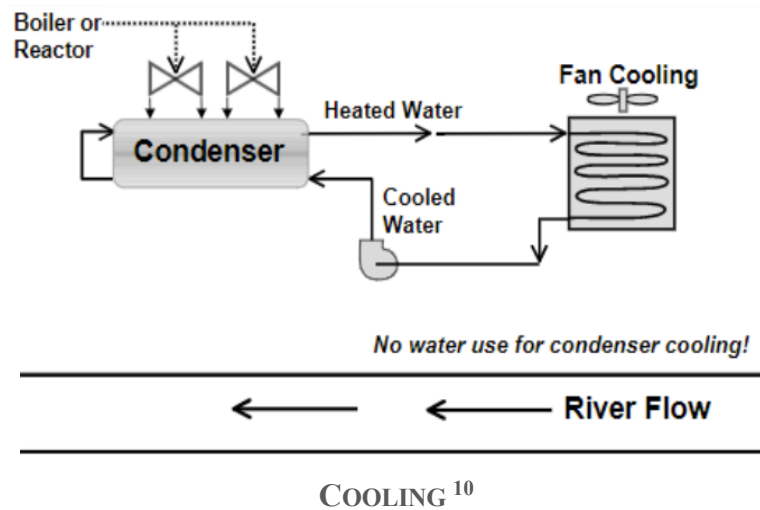 Boiler or
Reactor
Fan Cooling
Heated Water
Condenser
Cooled
Water
No water use for condenser cooling!
River Flow
COOLING 10